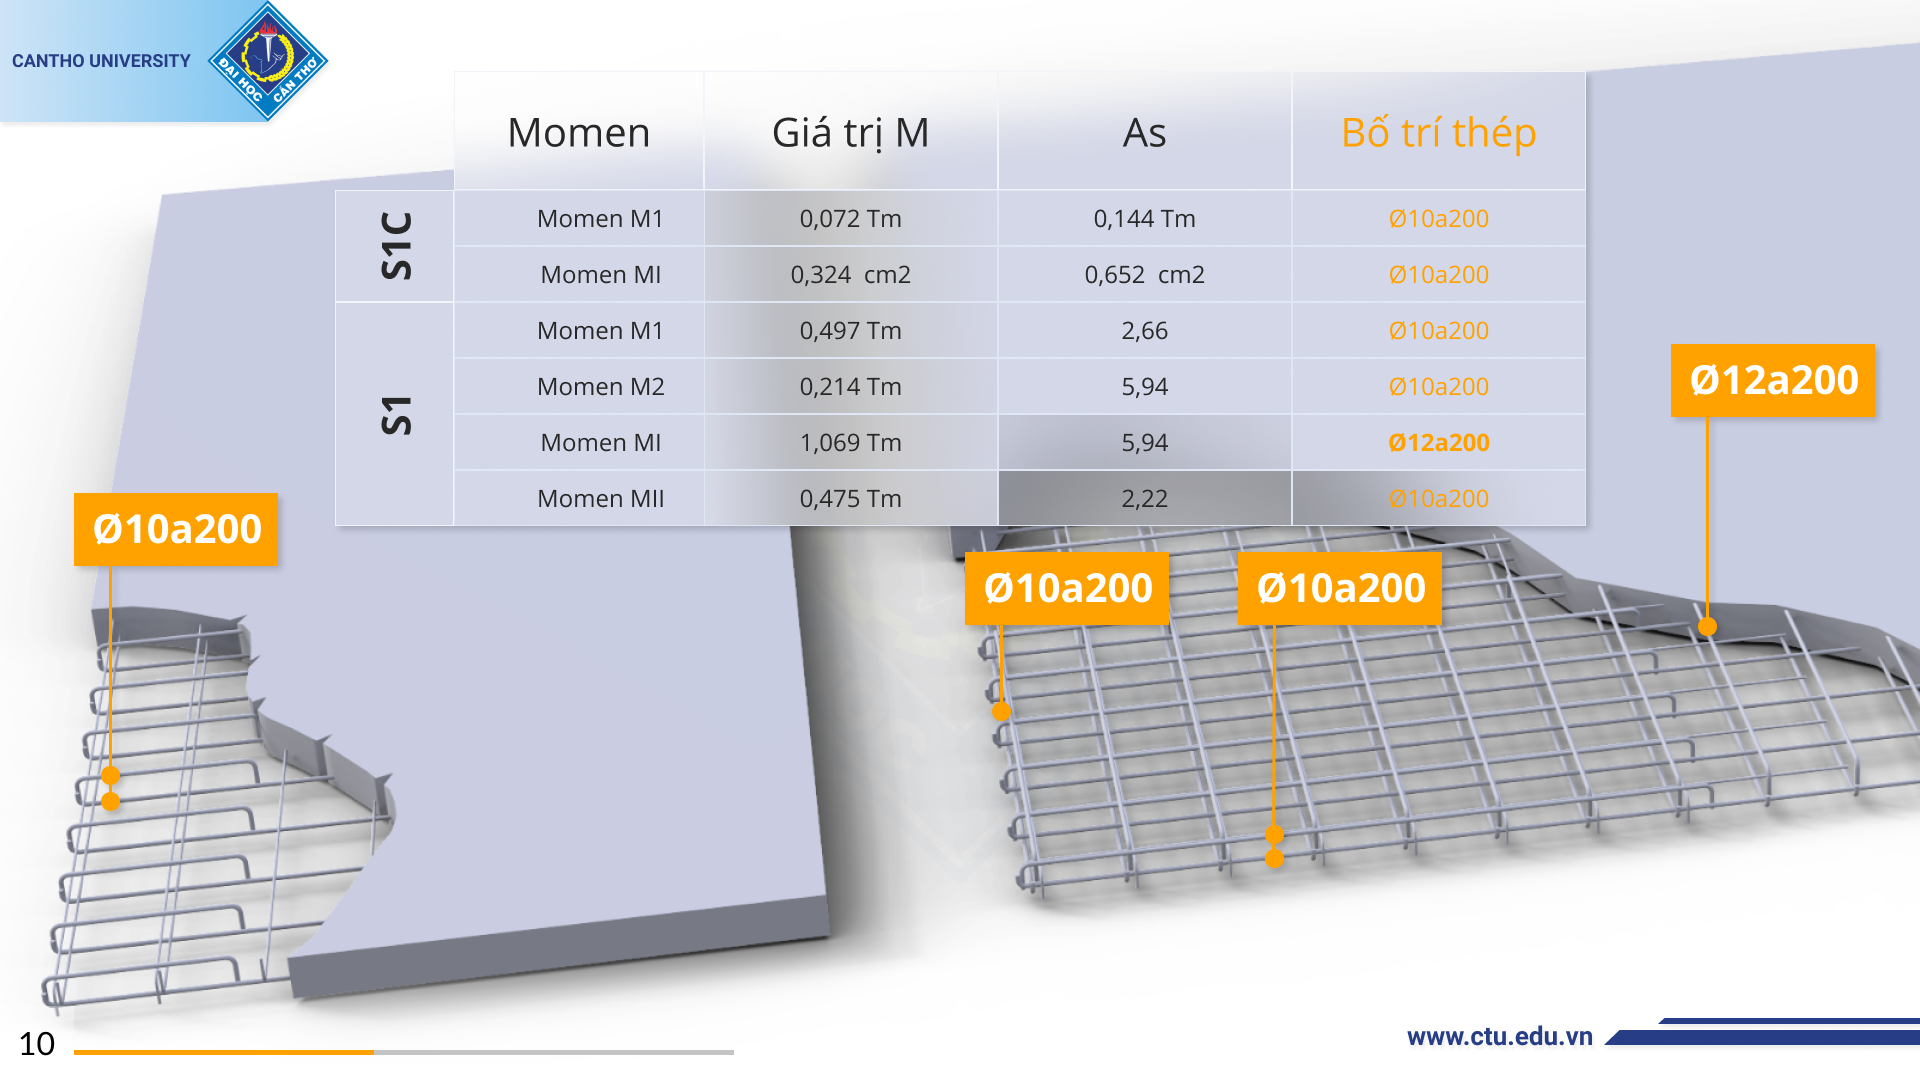 CANTHO UNIVERSITY
ĐẠI HỌC CẦN THƠ
Momen Giá trị M As Bố trí thép
S1C
Momen M1 0,072 Tm 0,144 Tm Ø10a200
Momen MI 0,324 cm2 0,652 cm2 Ø10a200
S1
Momen M1 0,497 Tm 2,66 Ø10a200
Momen M2 0,214 Tm 5,94 Ø10a200
Momen MI 1,069 Tm 5,94 Ø12a200
Momen MII 0,475 Tm 2,22 Ø10a200
Ø12a200
Ø10a200
Ø10a200
Ø10a200
10
www.ctu.edu.vn